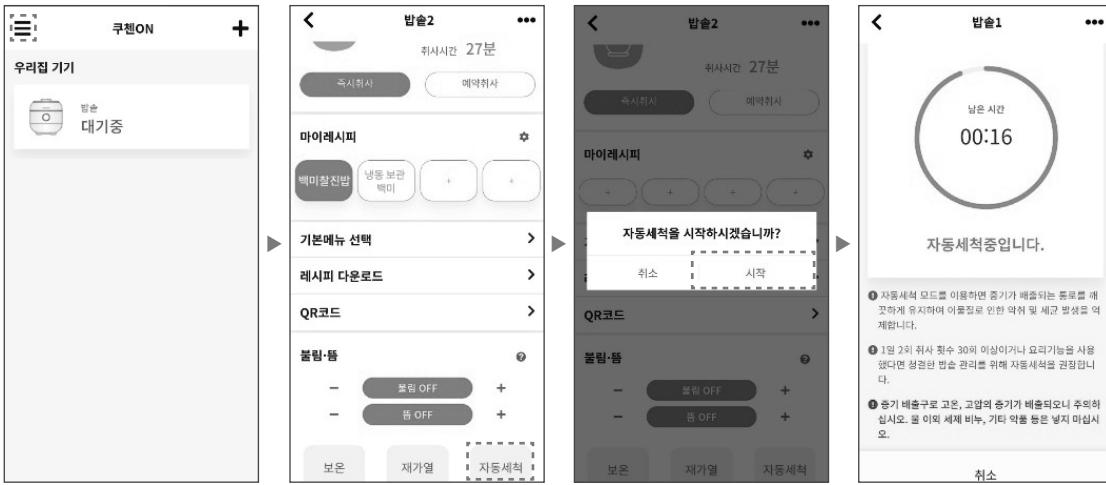 쿠첸ON
우리집 기기
밥솥
대기중
밥솥2
취사시간 27분
즉시취사 예약취사
마이레시피
백미찰진밥 냉동 보관 + +
백미
기본메뉴 선택
레시피 다운로드
QR코드
불림·뜸
- 불림 OFF +
- 뜸 OFF +
보온 재가열 자동세척
밥솥2
취사시간 27분
즉시취사 예약취사
마이레시피
+ + + +
자동세척을 시작하시겠습니까?
취소 시작
QR코드
불림·뜸
- 불림 OFF +
- 뜸 OFF +
보온 재가열 자동세척
밥솥1
남은 시간
00:16
자동세척중입니다.
자동세척 모드를 이용하면 증기가 배출되는 통로를 깨
끗하게 유지하여 이물질로 인한 악취 및 세균 발생을 억
제합니다.
1일 2회 취사 횟수 30회 이상이거나 요리기능을 사용
했다면 청결한 밥솥 관리를 위해 자동세척을 권장합니
다.
증기 배출구로 고온, 고압의 증기가 배출되오니 주의하
십시오. 물 이외 세제 비누, 기타 약품 등은 넣지 마십시
오.
취소